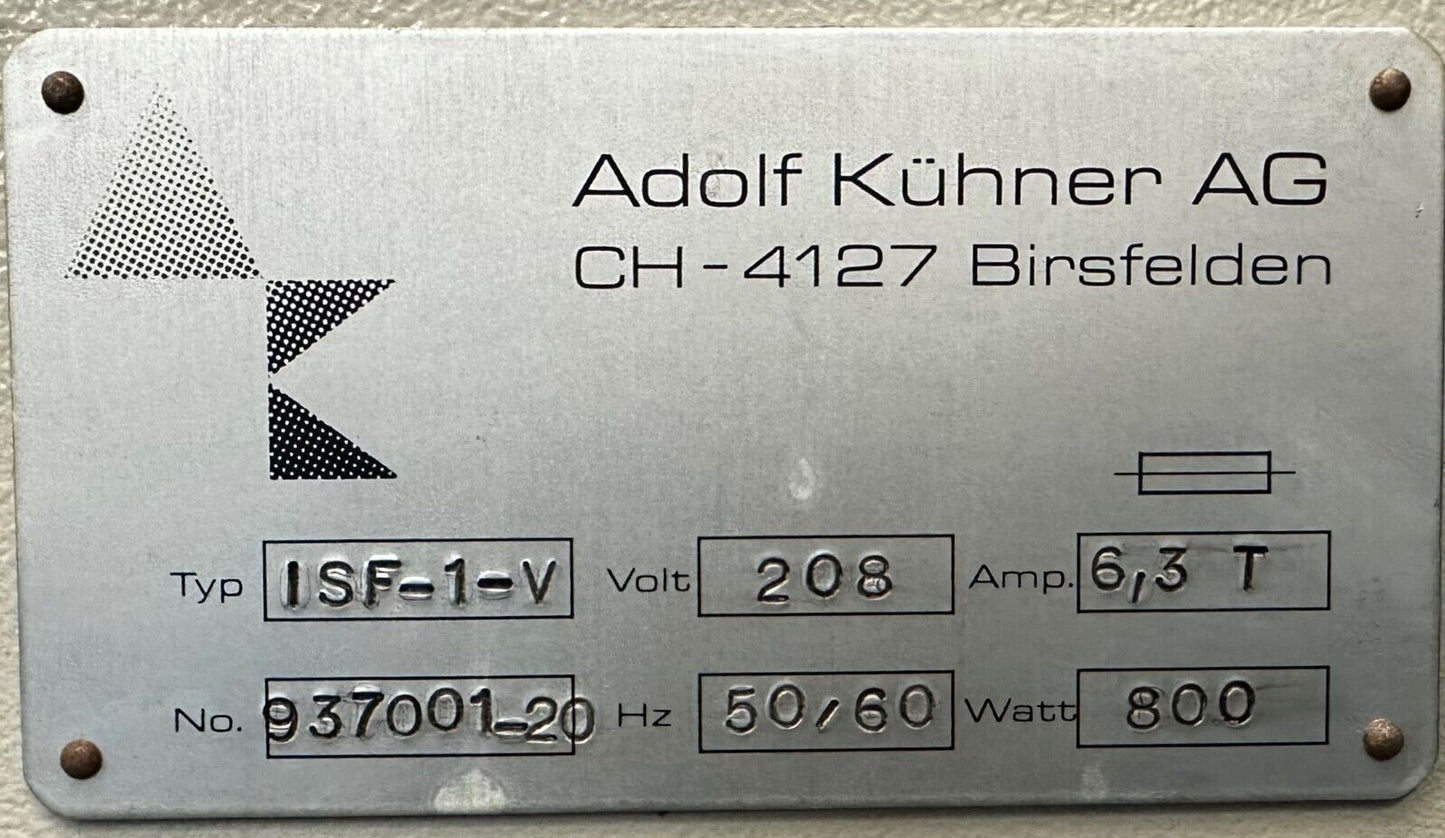 Adolf Kühner AG
CH-4127 Birsfelden
Typ ISF-1-V Volt 208 Amp. 6,3 T
No. 937001-20 Hz 50/60 Watt 800